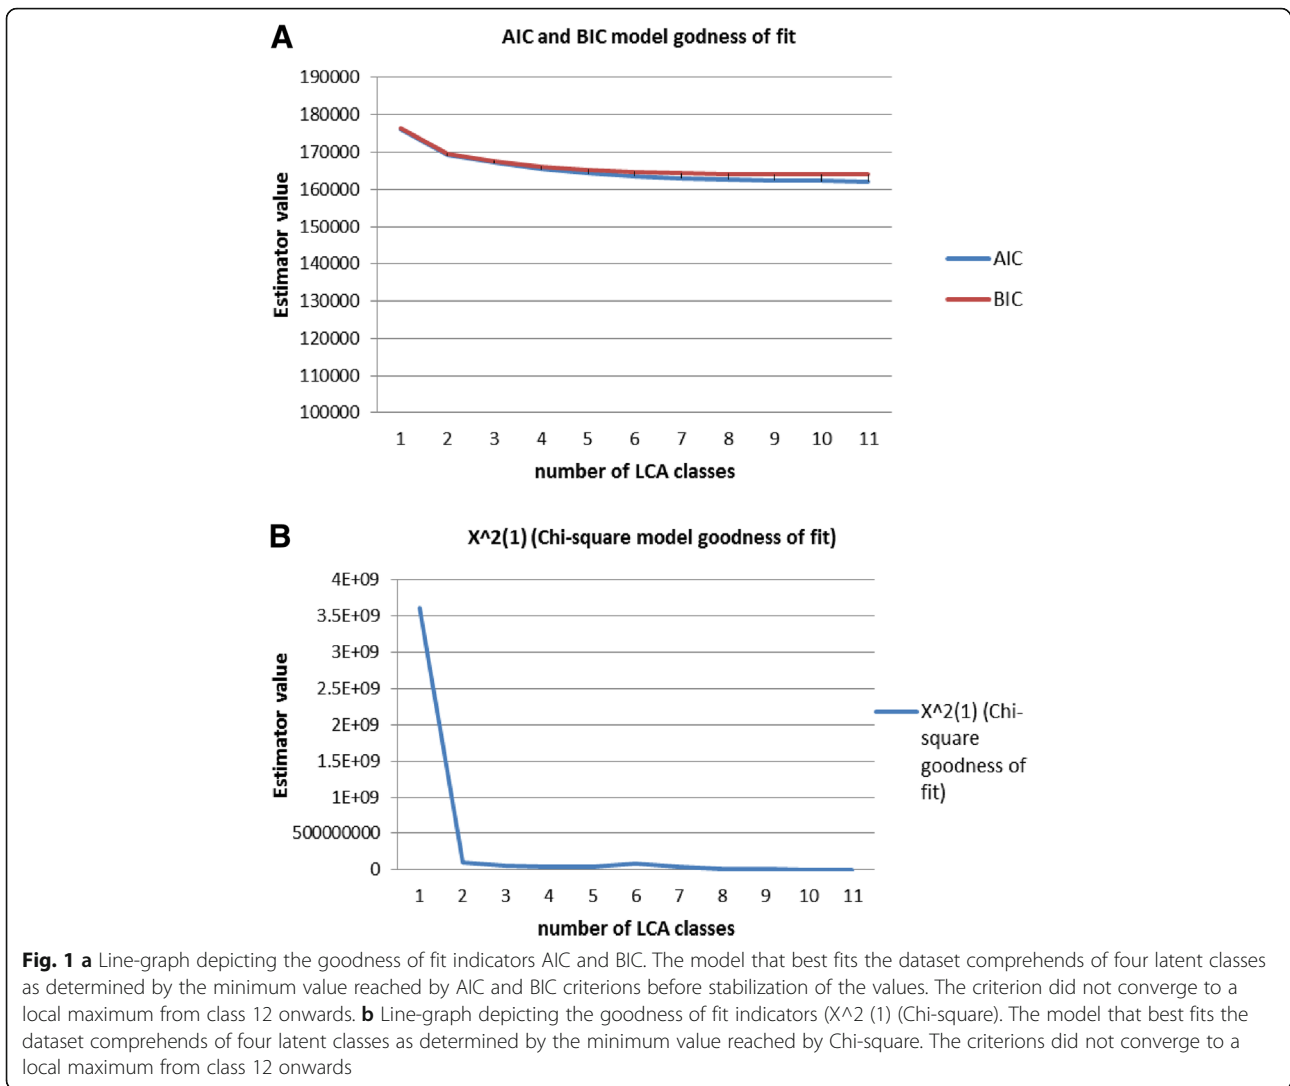 A
AIC and BIC model godness of fit
190000
180000
170000
160000
150000
140000
130000
120000
110000
100000
Estimator value
1 2 3 4 5 6 7 8 9 10 11
number of LCA classes
AIC
BIC
B
X^2(1) (Chi-square model goodness of fit)
4E+09
3.5E+09
3E+09
2.5E+09
2E+09
1.5E+09
1E+09
500000000
0
Estimator value
1 2 3 4 5 6 7 8 9 10 11
number of LCA classes
X^2(1) (Chi-
square
goodness of
fit)
Fig. 1 a Line-graph depicting the goodness of fit indicators AIC and BIC. The model that best fits the dataset comprehends of four latent classes
as determined by the minimum value reached by AIC and BIC criterions before stabilization of the values. The criterion did not converge to a
local maximum from class 12 onwards. b Line-graph depicting the goodness of fit indicators (X^2 (1) (Chi-square). The model that best fits the
dataset comprehends of four latent classes as determined by the minimum value reached by Chi-square. The criterions did not converge to a
local maximum from class 12 onwards